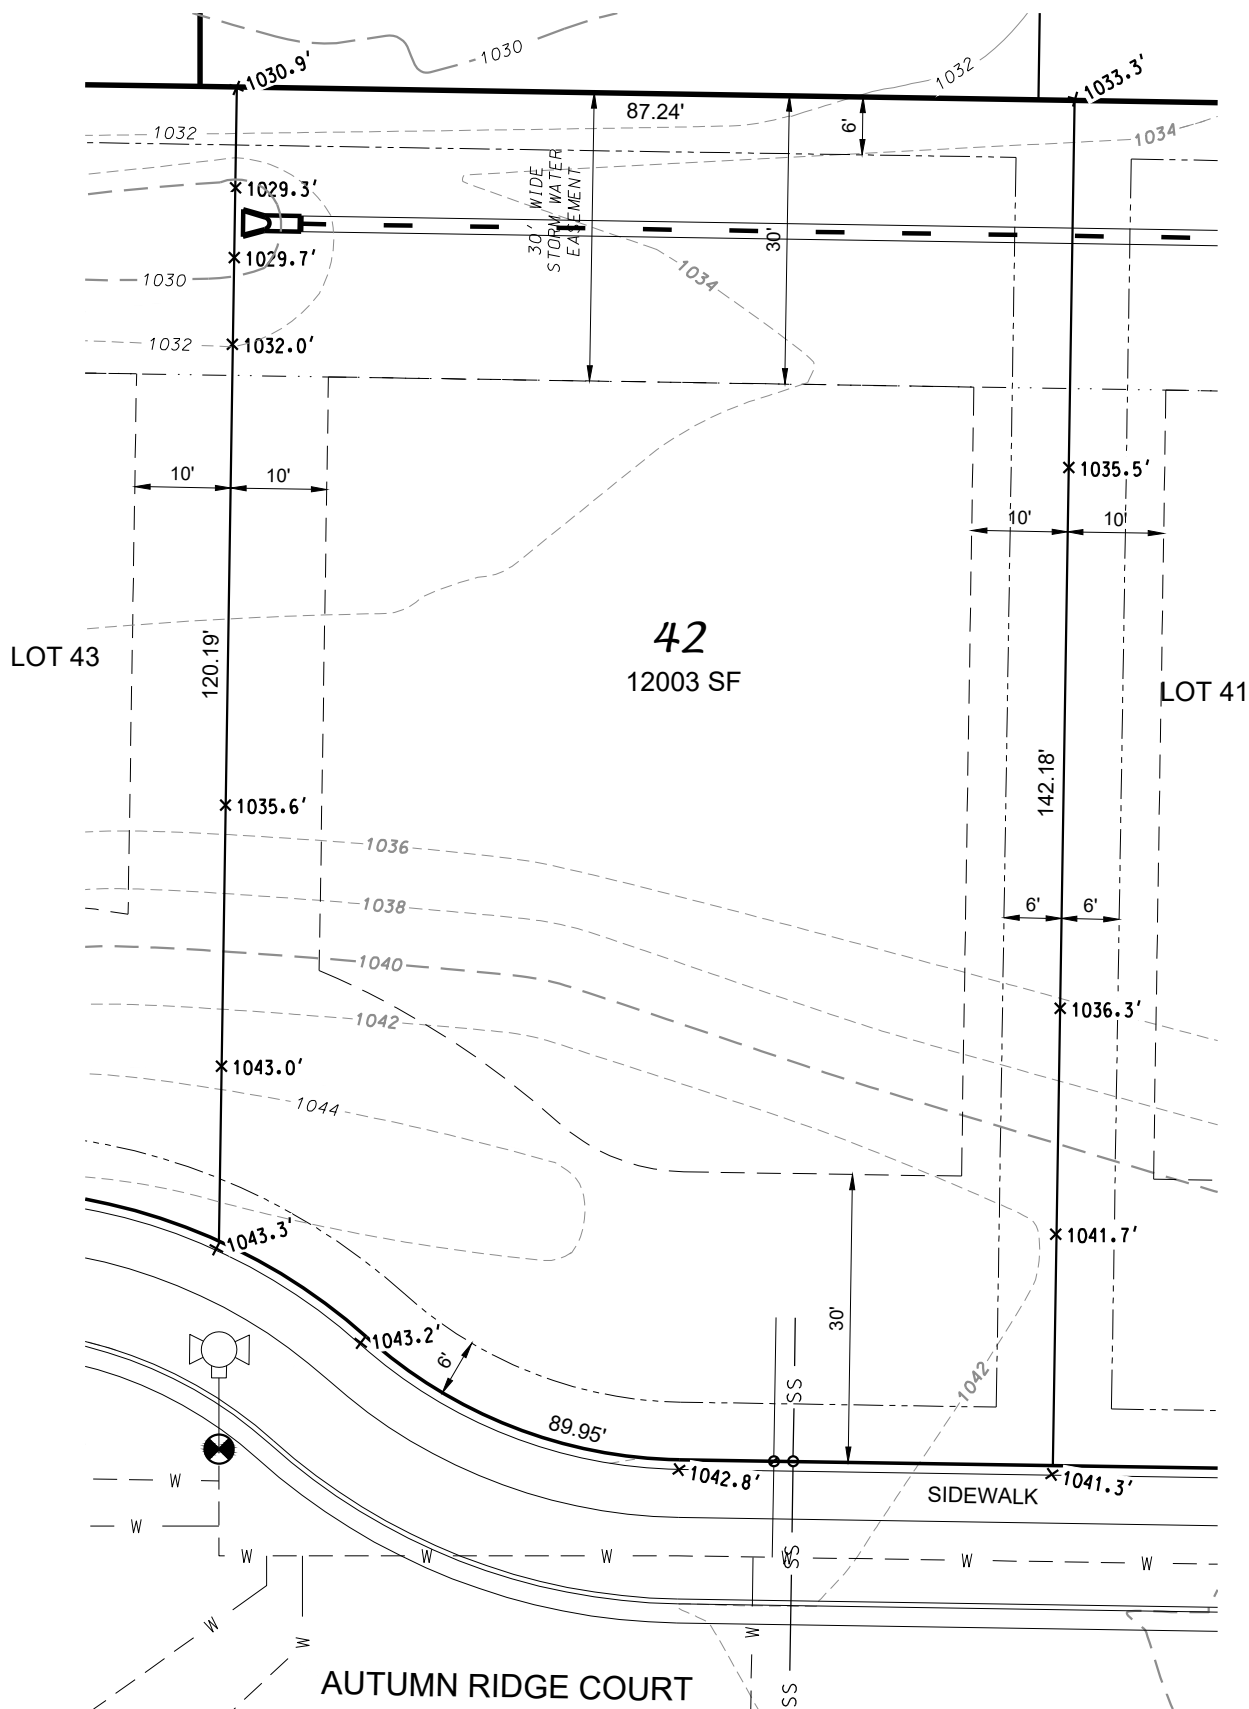 1030
1030.9'
1032
1033.3'
87.24'
6'
1032
1034
30' WIDE
STORM WATER
EASEMENT
1029.3'
30'
1029.7'
1034
1030
1032
1032.0'
1035.5'
10'
10'
10'
10'
42
12003 SF
LOT 43
120.19'
LOT 41
142.18'
1035.6'
1036
1038
6'
6'
1040
1036.3'
1042
1043.0'
1044
1043.3'
1041.7'
30'
1043.2'
6'
1042
SS
89.95'
1042.8'
1041.3'
SIDEWALK
W
W
W
W
W
W
SS
W
W
W
W
W
AUTUMN RIDGE COURT
SS